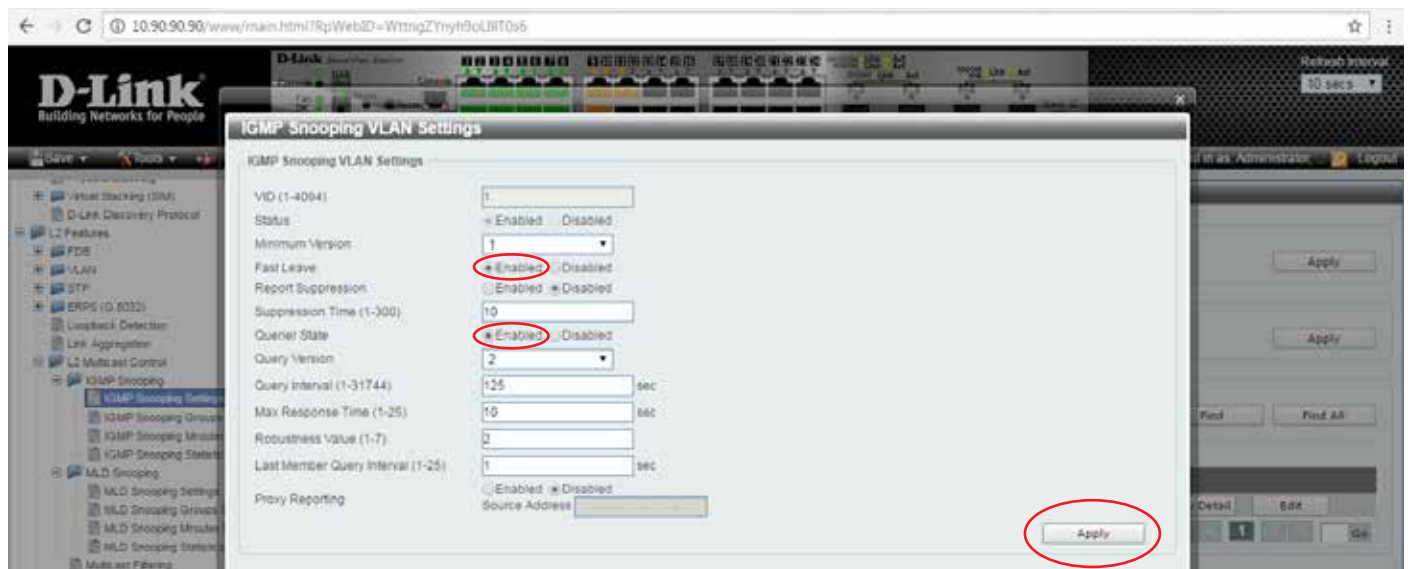 10.90.90.90/www/main.html?RpWebID=
D-Link
Building Networks for People
D-Link
Console
Refresh Interval
10 secs
Save
Tools
Administrator,
Logout
IGMP Snooping VLAN Settings
IGMP Snooping VLAN Settings
VID (1-4094) 1
Status Enabled Disabled
Minimum Version 1
Fast Leave Enabled Disabled
Report Suppression Enabled Disabled
Suppression Time (1-300) 10
Querier State Enabled Disabled
Query Version 2
Query Interval (1-31744) 125 sec
Max Response Time (1-25) 10 sec
Robustness Value (1-7) 2
Last Member Query Interval (1-25) 1 sec
Proxy Reporting Enabled Disabled
Source Address
Apply
Virtual Stacking (SIM)
D-Link Discovery Protocol
L2 Features
FDB
VLAN
STP
ERPS (G.8032)
Loopback Detection
Link Aggregation
L2 Multicast Control
IGMP Snooping
IGMP Snooping Settings
IGMP Snooping Groups
IGMP Snooping Mrouter
IGMP Snooping Statistic
MLD Snooping
MLD Snooping Settings
MLD Snooping Groups
MLD Snooping Mrouter
MLD Snooping Statistics
Multicast Filtering
Apply
Apply
Find
Find All
Detail
Edit
1
Go